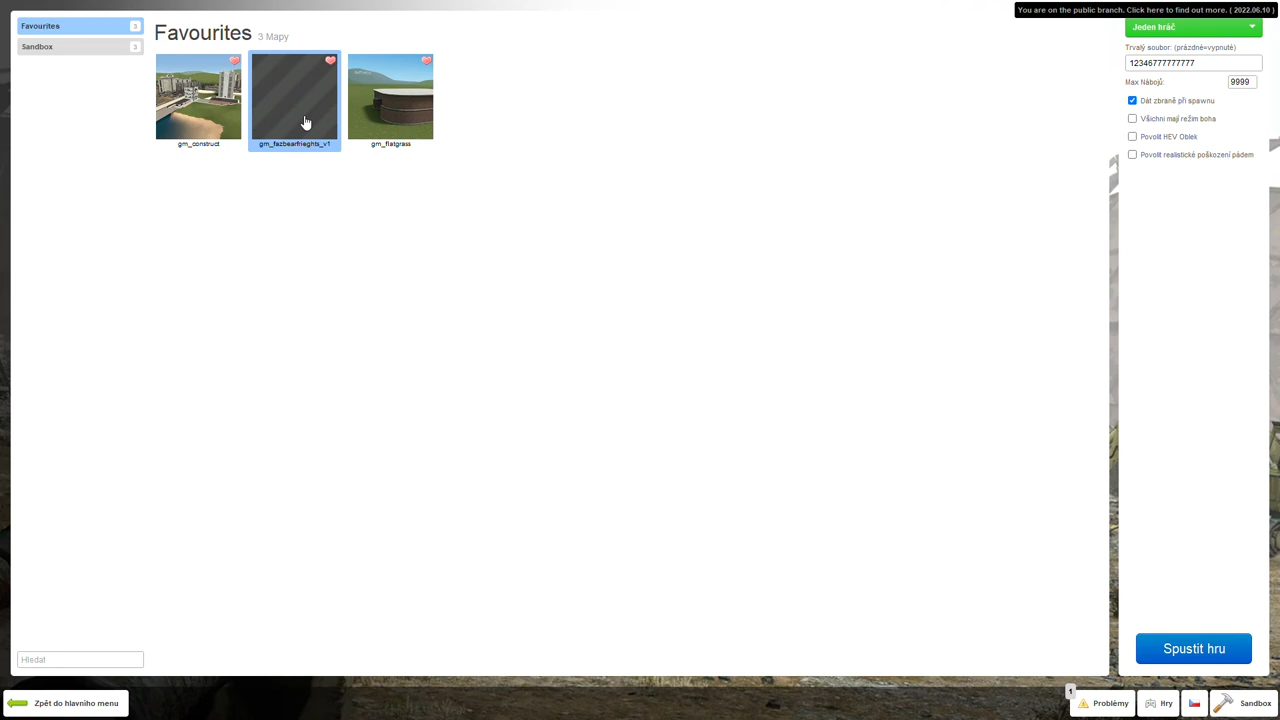 You are on the public branch. Click here to find out more. ( 2022.06.10 )
Favourites 3
Sandbox 3
Favourites 3 Mapy
gm_construct
gm_fazbearfrieghts_v1
gm_flatgrass
Jeden hráč
Trvalý soubor: (prázdné=vypnuté)
12346777777777
Max Nábojů: 9999
Dát zbraně při spawnu
Všichni mají režim boha
Povolit HEV Oblek
Povolit realistické poškození pádem
Spustit hru
Hledat
Zpět do hlavního menu
1
Problémy
Hry
Sandbox